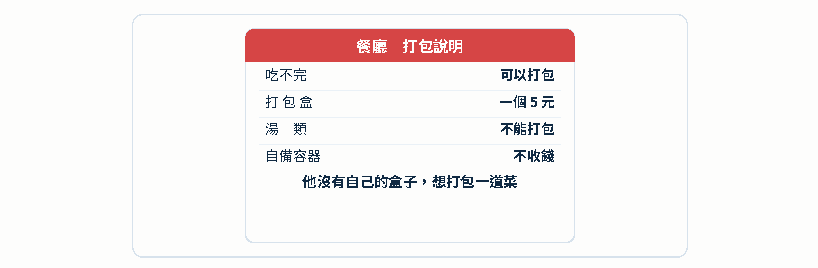 餐廳　打包說明
吃不完　可以打包
打 包 盒　一個 5 元
湯　類　不能打包
自備容器　不收錢
他沒有自己的盒子，想打包一道菜